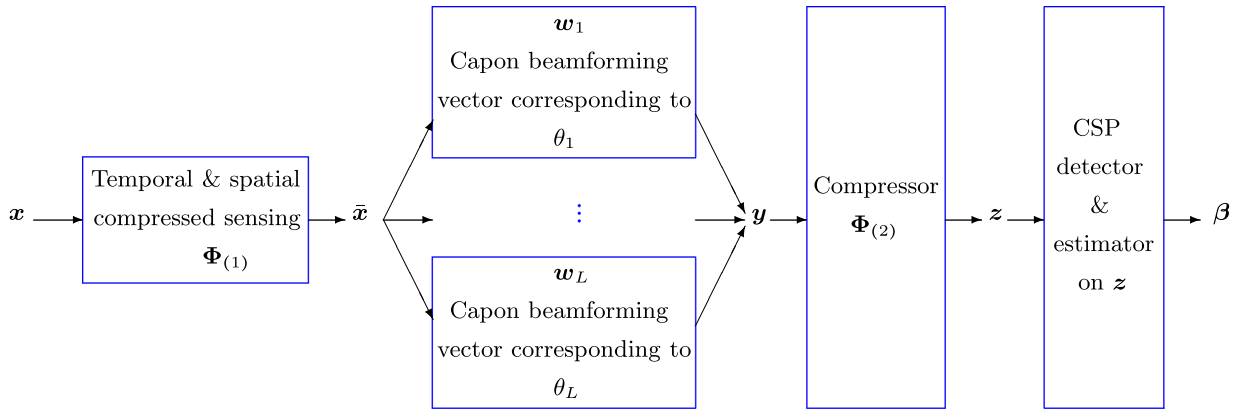 x
Temporal & spatial
compressed sensing
Φ(1)
x̄
w1
Capon beamforming
vector corresponding to
θ1
⋮
wL
Capon beamforming
vector corresponding to
θL
y
Compressor
Φ(2)
z
CSP
detector
&
estimator
on z
β